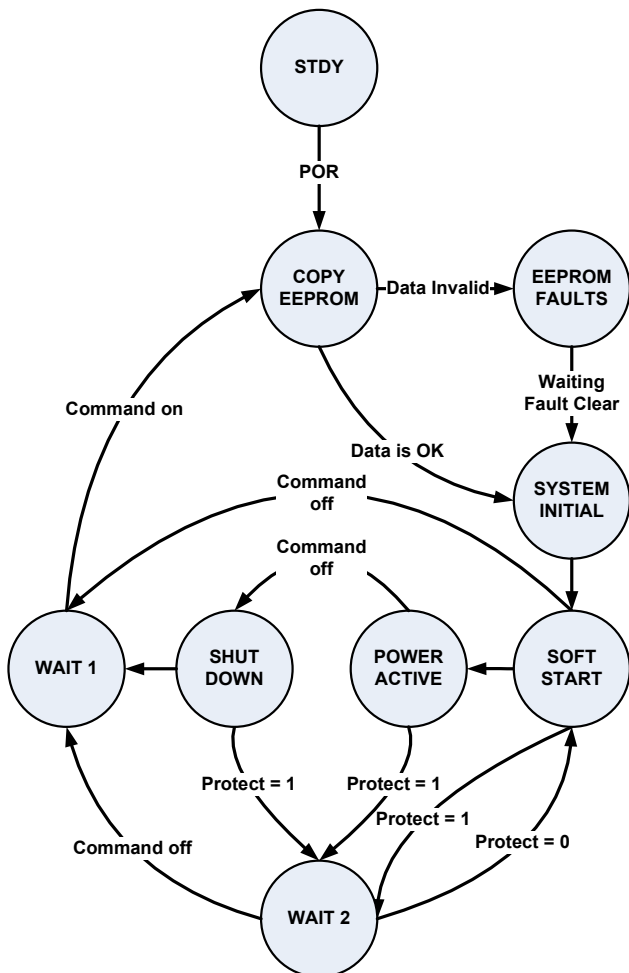 STDY
POR
COPY
EEPROM
Data Invalid
EEPROM
FAULTS
Waiting
Fault Clear
Command on
Data is OK
SYSTEM
INITIAL
Command
off
Command
off
WAIT 1
SHUT
DOWN
POWER
ACTIVE
SOFT
START
Protect = 1
Protect = 1
Protect = 1
Protect = 0
Command off
WAIT 2